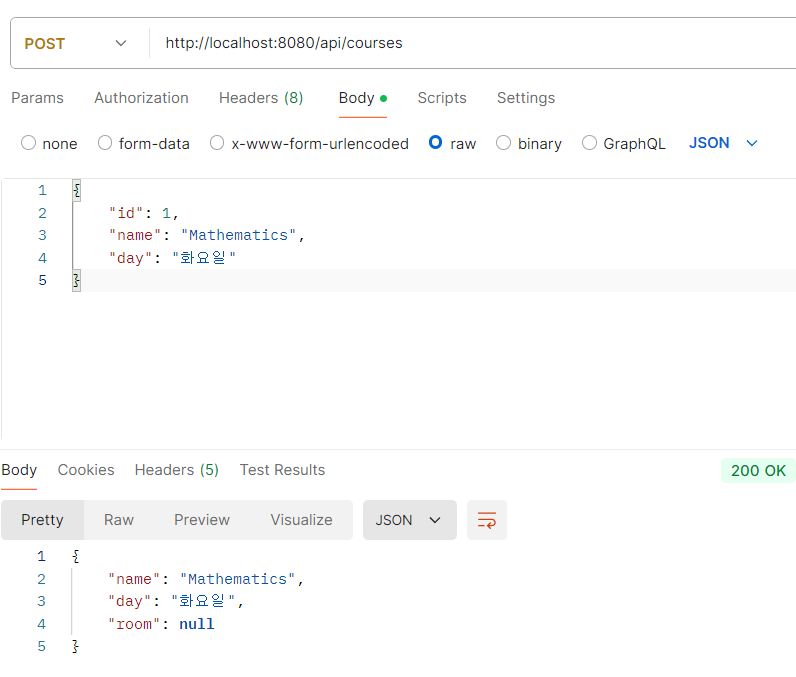 POST http://localhost:8080/api/courses
Params Authorization Headers (8) Body Scripts Settings
none form-data x-www-form-urlencoded raw binary GraphQL JSON
1 {
2 "id": 1,
3 "name": "Mathematics",
4 "day": "화요일"
5 }
Body Cookies Headers (5) Test Results 200 OK
Pretty Raw Preview Visualize JSON
1 {
2 "name": "Mathematics",
3 "day": "화요일",
4 "room": null
5 }